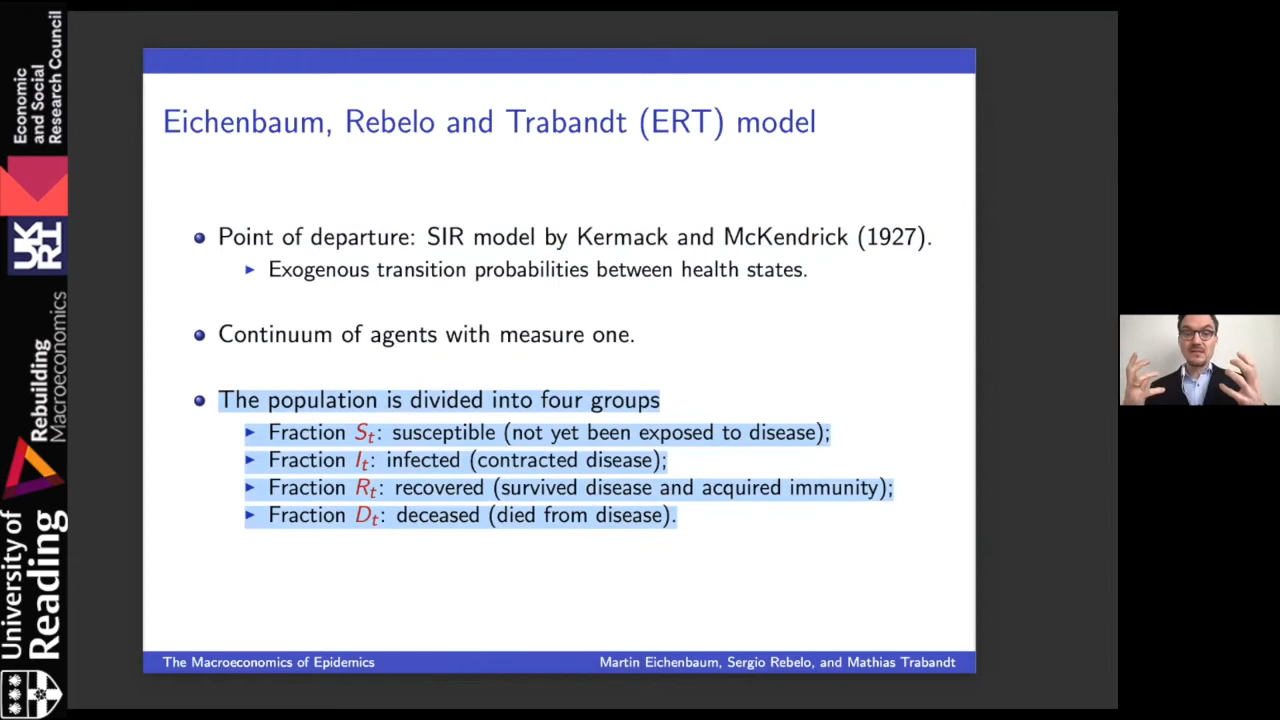 Economic
and Social
Research Council
UK
RI
Rebuilding
Macroeconomics
University of
Reading
Eichenbaum, Rebelo and Trabandt (ERT) model
Point of departure: SIR model by Kermack and McKendrick (1927).
Exogenous transition probabilities between health states.
Continuum of agents with measure one.
The population is divided into four groups
Fraction Sₜ: susceptible (not yet been exposed to disease);
Fraction Iₜ: infected (contracted disease);
Fraction Rₜ: recovered (survived disease and acquired immunity);
Fraction Dₜ: deceased (died from disease).
The Macroeconomics of Epidemics
Martin Eichenbaum, Sergio Rebelo, and Mathias Trabandt